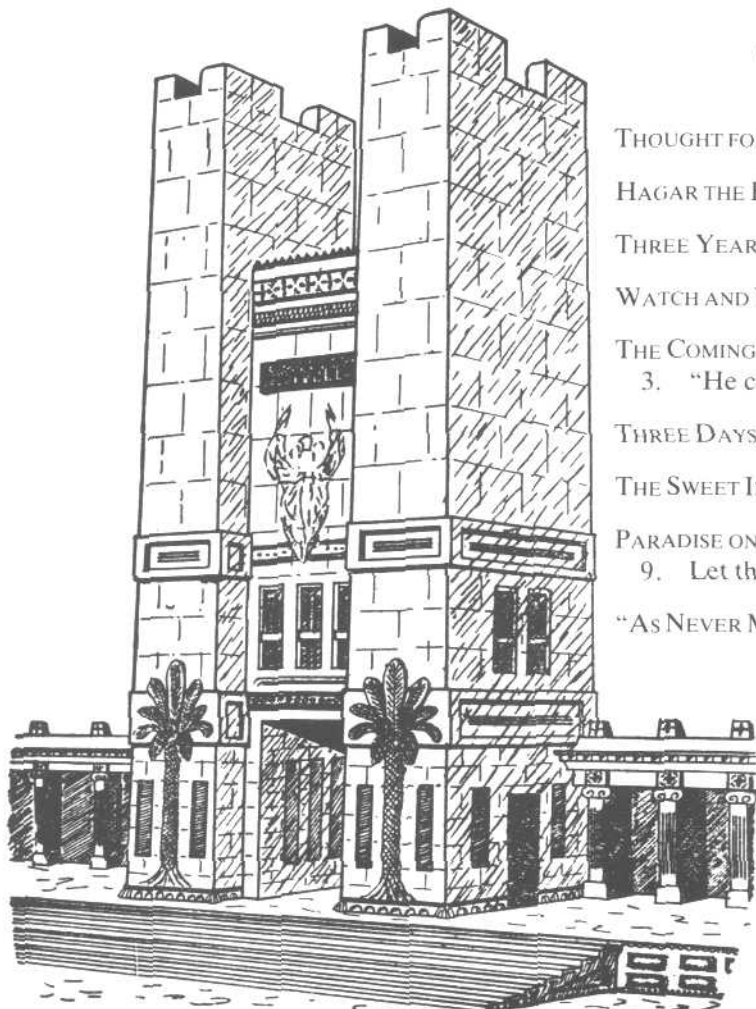 THOUGHT FO
HAGAR THE
THREE YEAR
WATCH AND
THE COMING
3. "He c
THREE DAYS
THE SWEET
PARADISE ON
9. Let th
"AS NEVER